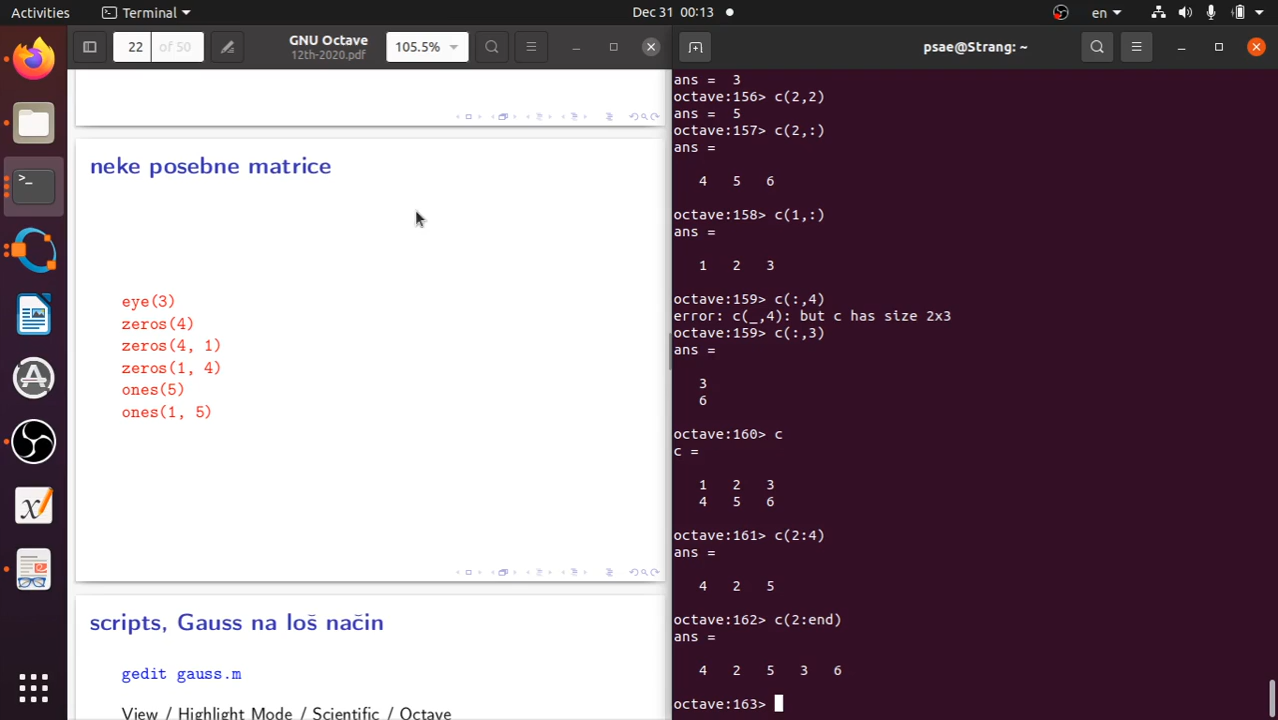 Activities
Terminal
Dec 31 00:13
en
22
of 50
GNU Octave
12th-2020.pdf
105.5%
neke posebne matrice
eye(3)
zeros(4)
zeros(4, 1)
zeros(1, 4)
ones(5)
ones(1, 5)
scripts, Gauss na loš način
gedit gauss.m
View / Highlight Mode / Scientific / Octave
psae@Strang: ~
ans =  3
octave:156> c(2,2)
ans =  5
octave:157> c(2,:)
ans =
4   5   6
octave:158> c(1,:)
ans =
1   2   3
octave:159> c(:,4)
error: c(_,4): but c has size 2x3
octave:159> c(:,3)
ans =
3
6
octave:160> c
c =
1   2   3
4   5   6
octave:161> c(2:4)
ans =
4   2   5
octave:162> c(2:end)
ans =
4   2   5   3   6
octave:163>